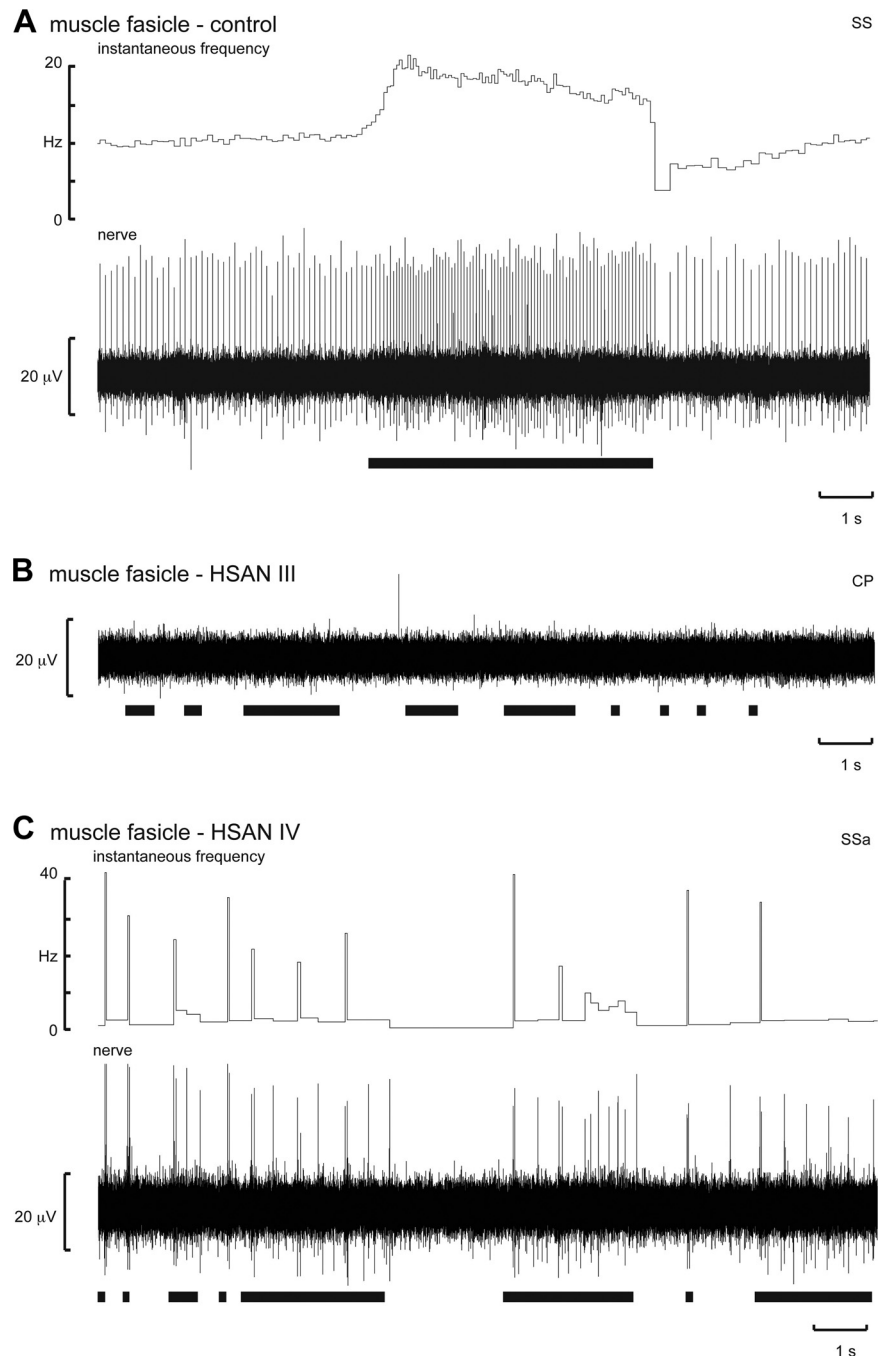 A muscle fasicle - control
SS
instantaneous frequency
20
Hz
0
nerve
20 µV
1 s
B muscle fasicle - HSAN III
CP
20 µV
1 s
C muscle fasicle - HSAN IV
SSa
instantaneous frequency
40
Hz
0
nerve
20 µV
1 s